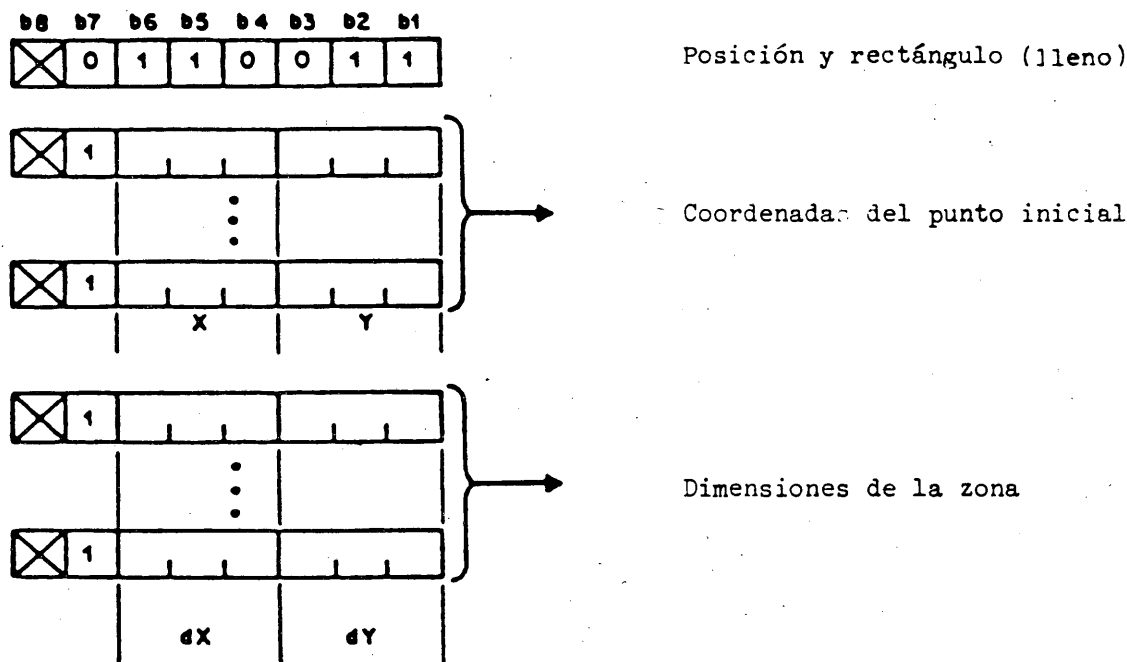 b8 b7 b6 b5 b4 b3 b2 b1
0 1 1 0 0 1 1
Posición y rectángulo (lleno)
1
Coordenadas del punto inicial
1
X Y
1
Dimensiones de la zona
1
dX dY